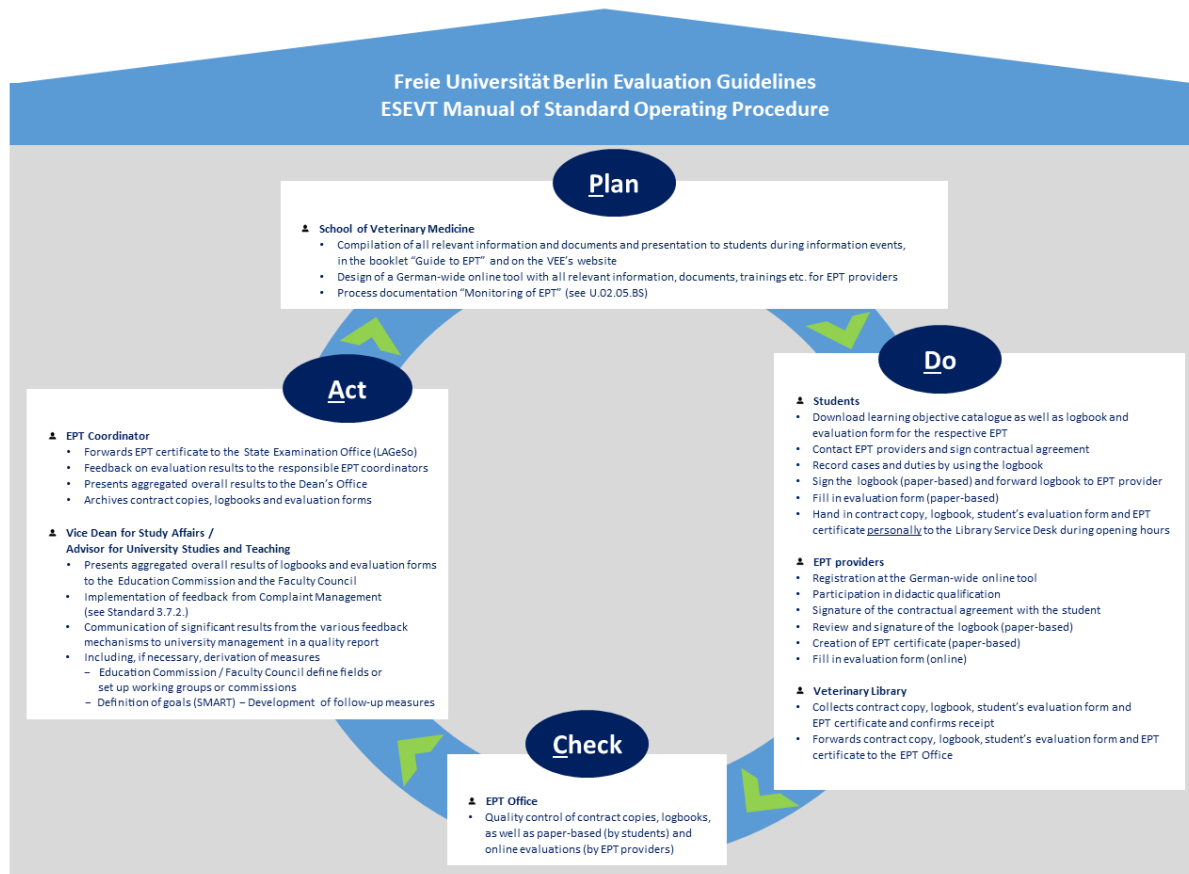 Freie Universität Berlin Evaluation Guidelines
ESEVT Manual of Standard Operating Procedure
Plan
School of Veterinary Medicine
• Compilation of all relevant information and documents and presentation to students during information events,
in the booklet “Guide to EPT” and on the VEE’s website
• Design of a German-wide online tool with all relevant information, documents, trainings etc. for EPT providers
• Process documentation “Monitoring of EPT” (see U.02.05.BS)
Do
Students
• Download learning objective catalogue as well as logbook and
evaluation form for the respective EPT
• Contact EPT providers and sign contractual agreement
• Record cases and duties by using the logbook
• Sign the logbook (paper-based) and forward logbook to EPT provider
• Fill in evaluation form (paper-based)
• Hand in contract copy, logbook, student’s evaluation form and EPT
certificate personally to the Library Service Desk during opening hours
EPT providers
• Registration at the German-wide online tool
• Participation in didactic qualification
• Signature of the contractual agreement with the student
• Review and signature of the logbook (paper-based)
• Creation of EPT certificate (paper-based)
• Fill in evaluation form (online)
Veterinary Library
• Collects contract copy, logbook, student’s evaluation form and
EPT certificate and confirms receipt
• Forwards contract copy, logbook, student’s evaluation form and EPT
certificate to the EPT Office
Check
EPT Office
• Quality control of contract copies, logbooks,
as well as paper-based (by students) and
online evaluations (by EPT providers)
Act
EPT Coordinator
• Forwards EPT certificate to the State Examination Office (LAGeSo)
• Feedback on evaluation results to the responsible EPT coordinators
• Presents aggregated overall results to the Dean’s Office
• Archives contract copies, logbooks and evaluation forms
Vice Dean for Study Affairs /
Advisor for University Studies and Teaching
• Presents aggregated overall results of logbooks and evaluation forms
to the Education Commission and the Faculty Council
• Implementation of feedback from Complaint Management
(see Standard 3.7.2.)
• Communication of significant results from the various feedback
mechanisms to university management in a quality report
• Including, if necessary, derivation of measures
– Education Commission / Faculty Council define fields or
set up working groups or commissions
– Definition of goals (SMART) – Development of follow-up measures